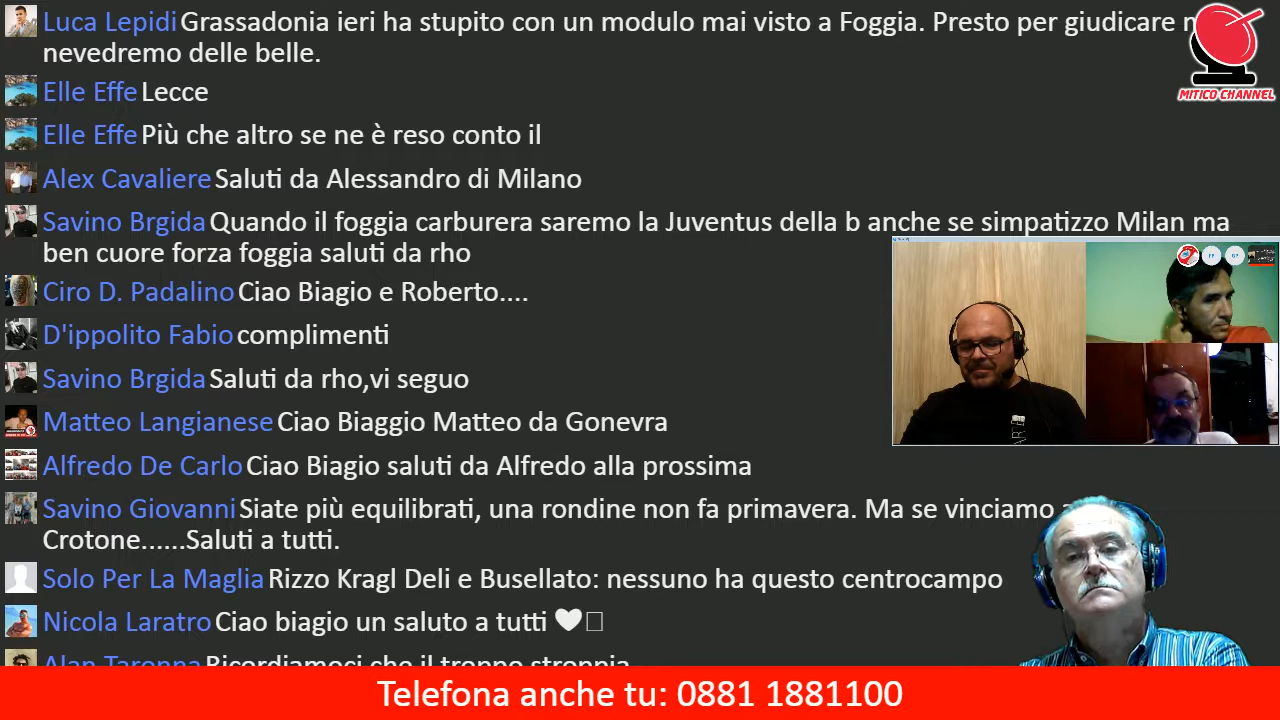 Luca Lepidi Grassadonia ieri ha stupito con un modulo mai visto a Foggia. Presto per giudicare
nevedremo delle belle.
MITICO CHANNEL
Elle Effe Lecce
Elle Effe Più che altro se ne è reso conto il
Alex Cavaliere Saluti da Alessandro di Milano
Savino Brgida Quando il foggia carburera saremo la Juventus della b anche se simpatizzo Milan ma
ben cuore forza foggia saluti da rho
Ciro D. Padalino Ciao Biagio e Roberto....
D'ippolito Fabio complimenti
Savino Brgida Saluti da rho,vi seguo
Matteo Langianese Ciao Biaggio Matteo da Gonevra
Alfredo De Carlo Ciao Biagio saluti da Alfredo alla prossima
Savino Giovanni Siate più equilibrati, una rondine non fa primavera. Ma se vinciamo
Crotone......Saluti a tutti.
Solo Per La Maglia Rizzo Kragl Deli e Busellato: nessuno ha questo centrocampo
Nicola Laratro Ciao biagio un saluto a tutti ♥
Alan Taronna Ricordiamoci che il troppo stroppia
Telefona anche tu: 0881 1881100